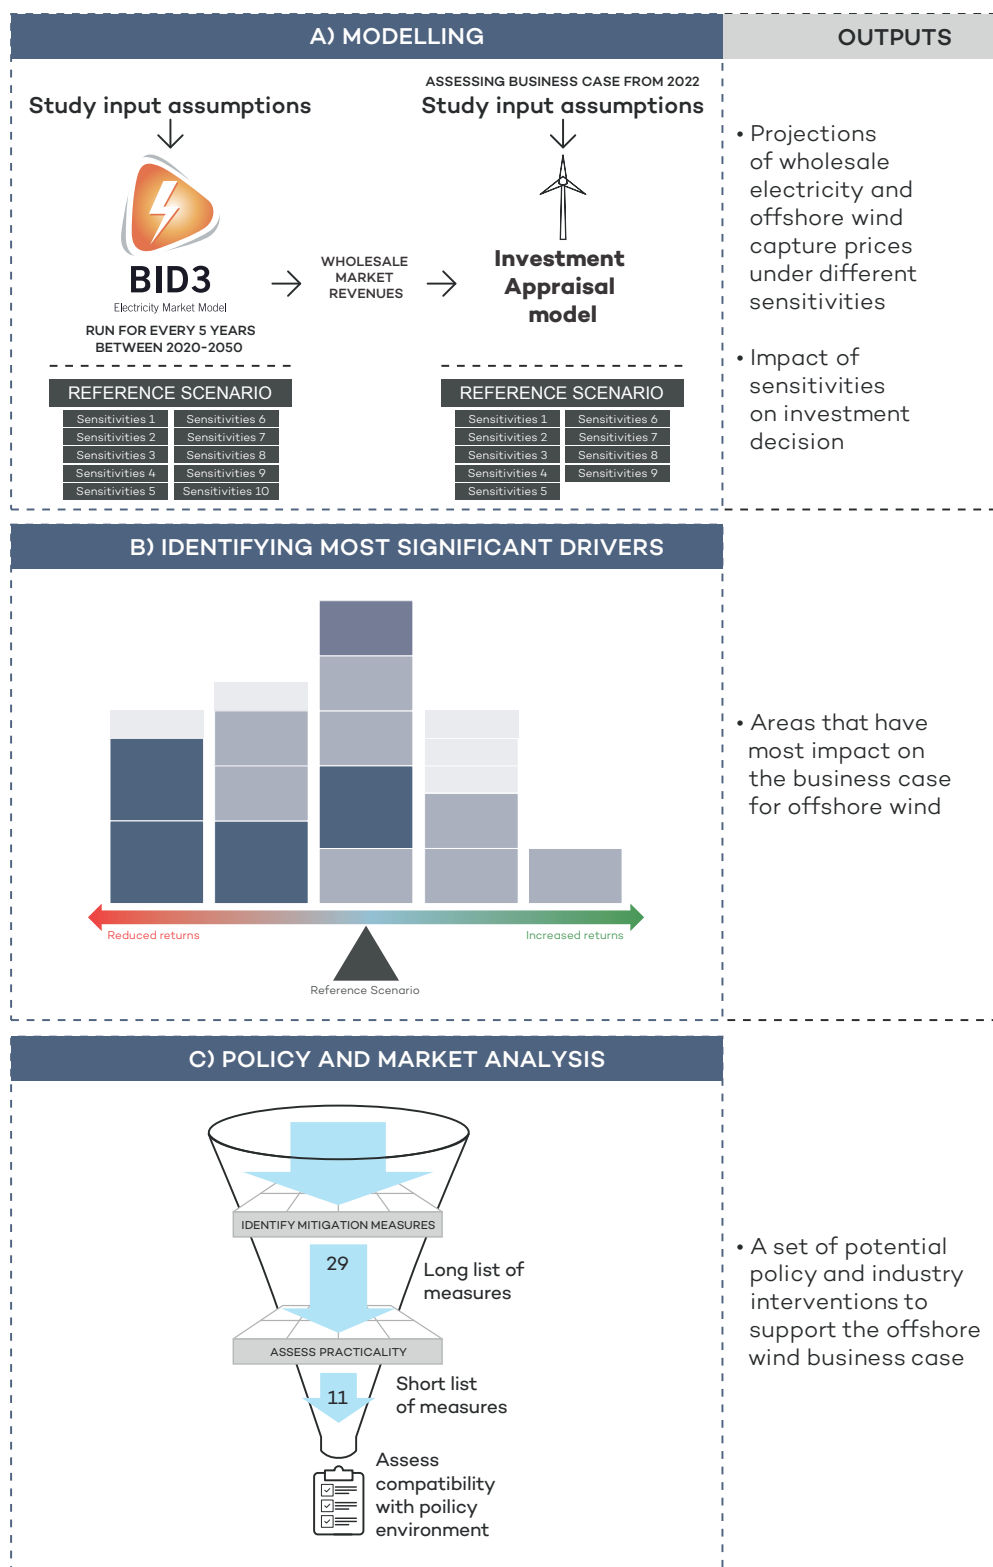 A) MODELLING
OUTPUTS
Study input assumptions
BID3
Electricity Market Model
RUN FOR EVERY 5 YEARS
BETWEEN 2020-2050
WHOLESALE
MARKET
REVENUES
ASSESSING BUSINESS CASE FROM 2022
Study input assumptions
Investment
Appraisal
model
REFERENCE SCENARIO
Sensitivities 1
Sensitivities 2
Sensitivities 3
Sensitivities 4
Sensitivities 5
Sensitivities 6
Sensitivities 7
Sensitivities 8
Sensitivities 9
Sensitivities 10
REFERENCE SCENARIO
Sensitivities 1
Sensitivities 2
Sensitivities 3
Sensitivities 4
Sensitivities 5
Sensitivities 6
Sensitivities 7
Sensitivities 8
Sensitivities 9
• Projections
of wholesale
electricity and
offshore wind
capture prices
under different
sensitivities
• Impact of
sensitivities
on investment
decision
B) IDENTIFYING MOST SIGNIFICANT DRIVERS
Reduced returns
Increased returns
Reference Scenario
• Areas that have
most impact on
the business case
for offshore wind
C) POLICY AND MARKET ANALYSIS
IDENTIFY MITIGATION MEASURES
29
Long list of
measures
ASSESS PRACTICALITY
11
Short list
of measures
Assess
compatibility
with poilicy
environment
• A set of potential
policy and industry
interventions to
support the offshore
wind business case